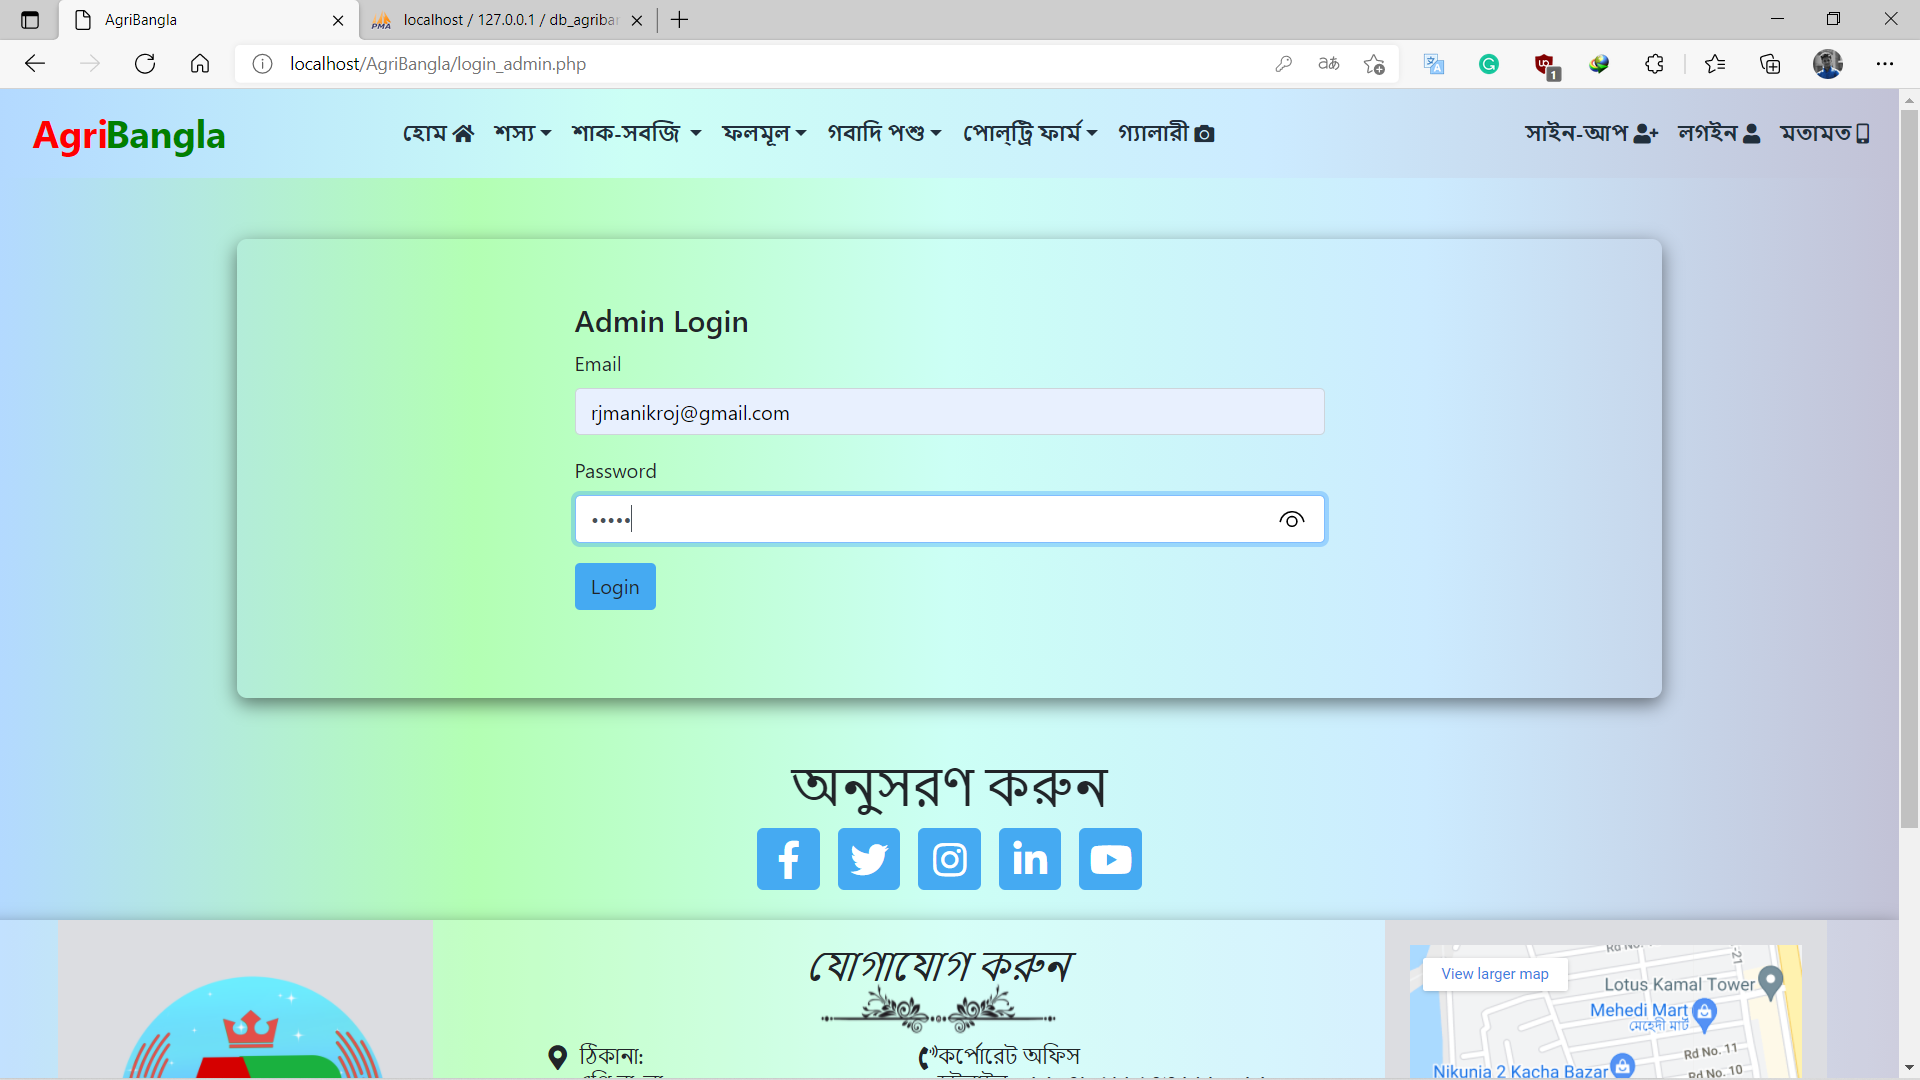 AgriBangla
localhost / 127.0.0.1 / db_agriba
localhost/AgriBangla/login_admin.php
1
AgriBangla
হোম শস্য শাক-সবজি ফলমূল গবাদি পশু পোল্ট্রি ফার্ম গ্যালারী সাইন-আপ লগইন মতামত
Admin Login
Email
rjmanikroj@gmail.com
Password
•••••
Login
অনুসরণ করুন
যোগাযোগ করুন
ঠিকানা:
কর্পোরেট অফিস
View larger map
Lotus Kamal Tower
Mehedi Mart
মেহেদী মার্ট
Rd No. 11
Nikunja 2 Kacha Bazar
Rd No. 10